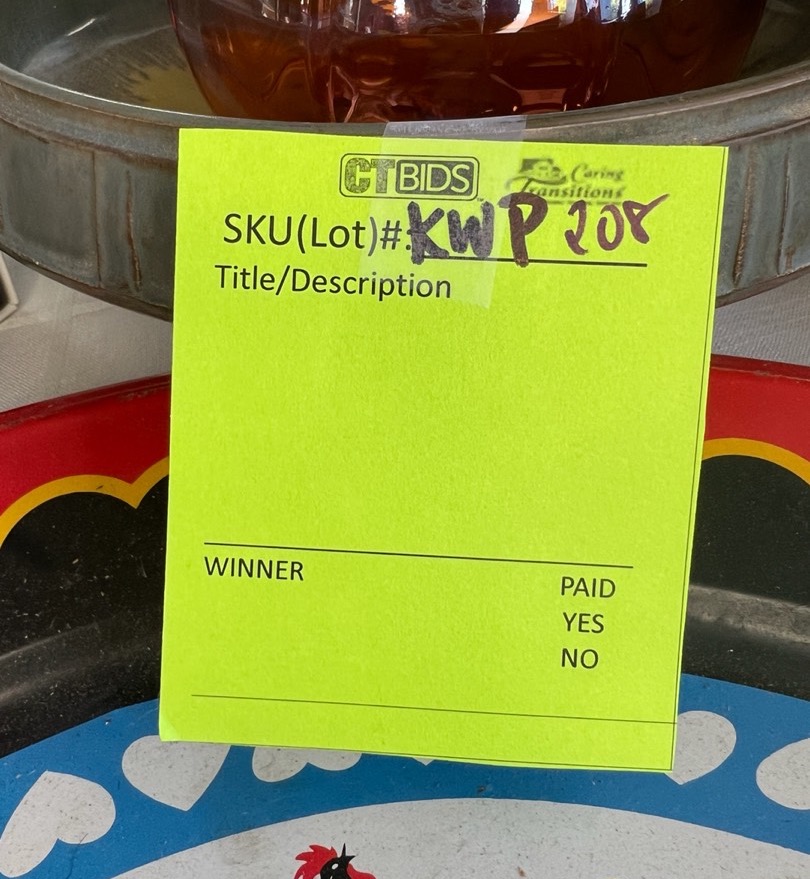 CTBIDS Caring Transitions
SKU(Lot)#: KWP 208
Title/Description
WINNER PAID
YES
NO